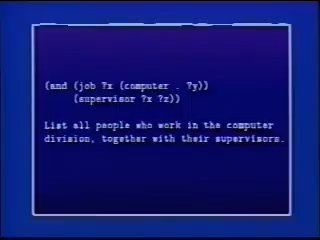 (and (job ?x (computer . ?y))
(supervisor ?x ?z))
List all people who work in the computer
division, together with their supervisors.